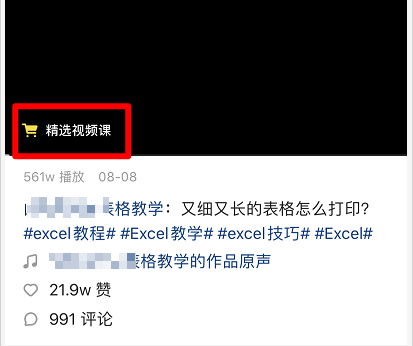 精选视频课
561w 播放 08-08
表格教学：又细又长的表格怎么打印?
#excel教程# #Excel教学# #excel技巧# #Excel#
表格教学的作品原声
21.9w 赞
991 评论